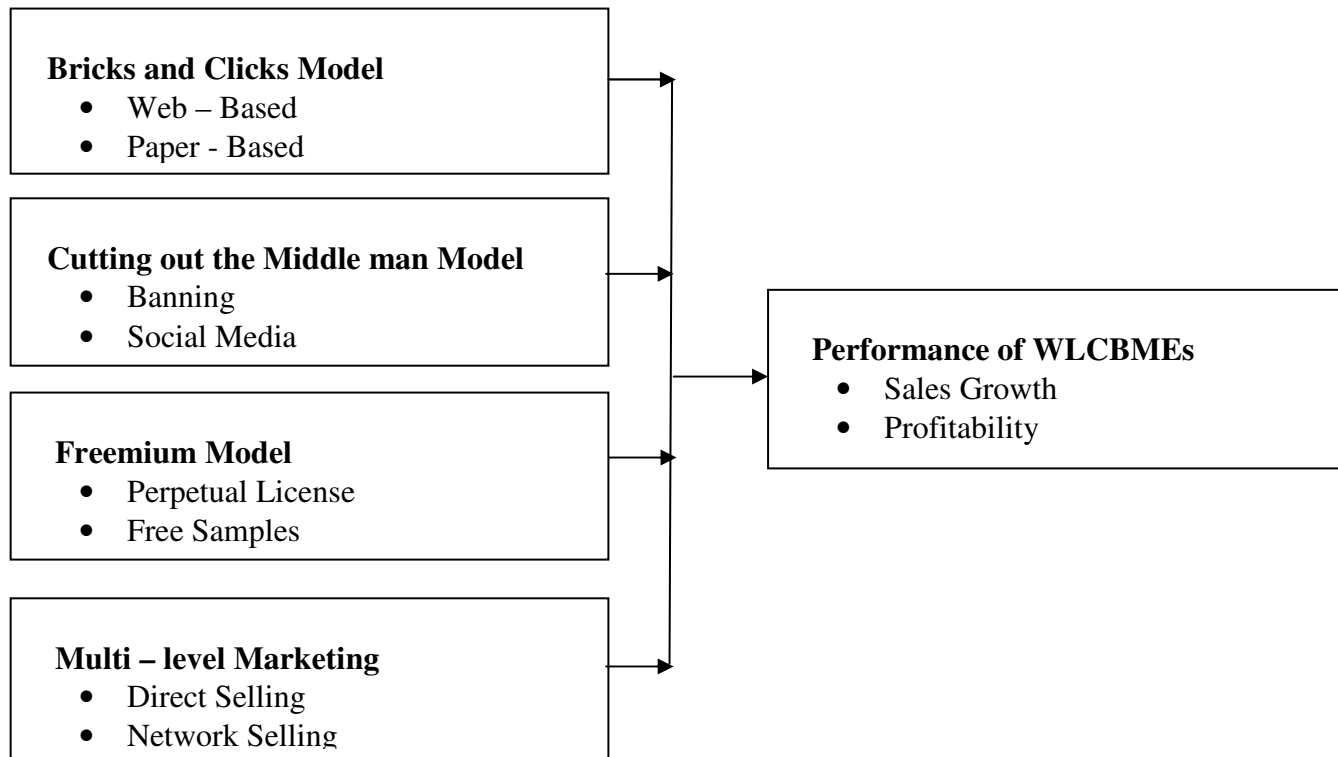 Bricks and Clicks Model
• Web – Based
• Paper - Based
Cutting out the Middle man Model
• Banning
• Social Media
Freemium Model
• Perpetual License
• Free Samples
Multi – level Marketing
• Direct Selling
• Network Selling
Performance of WLCBMEs
• Sales Growth
• Profitability